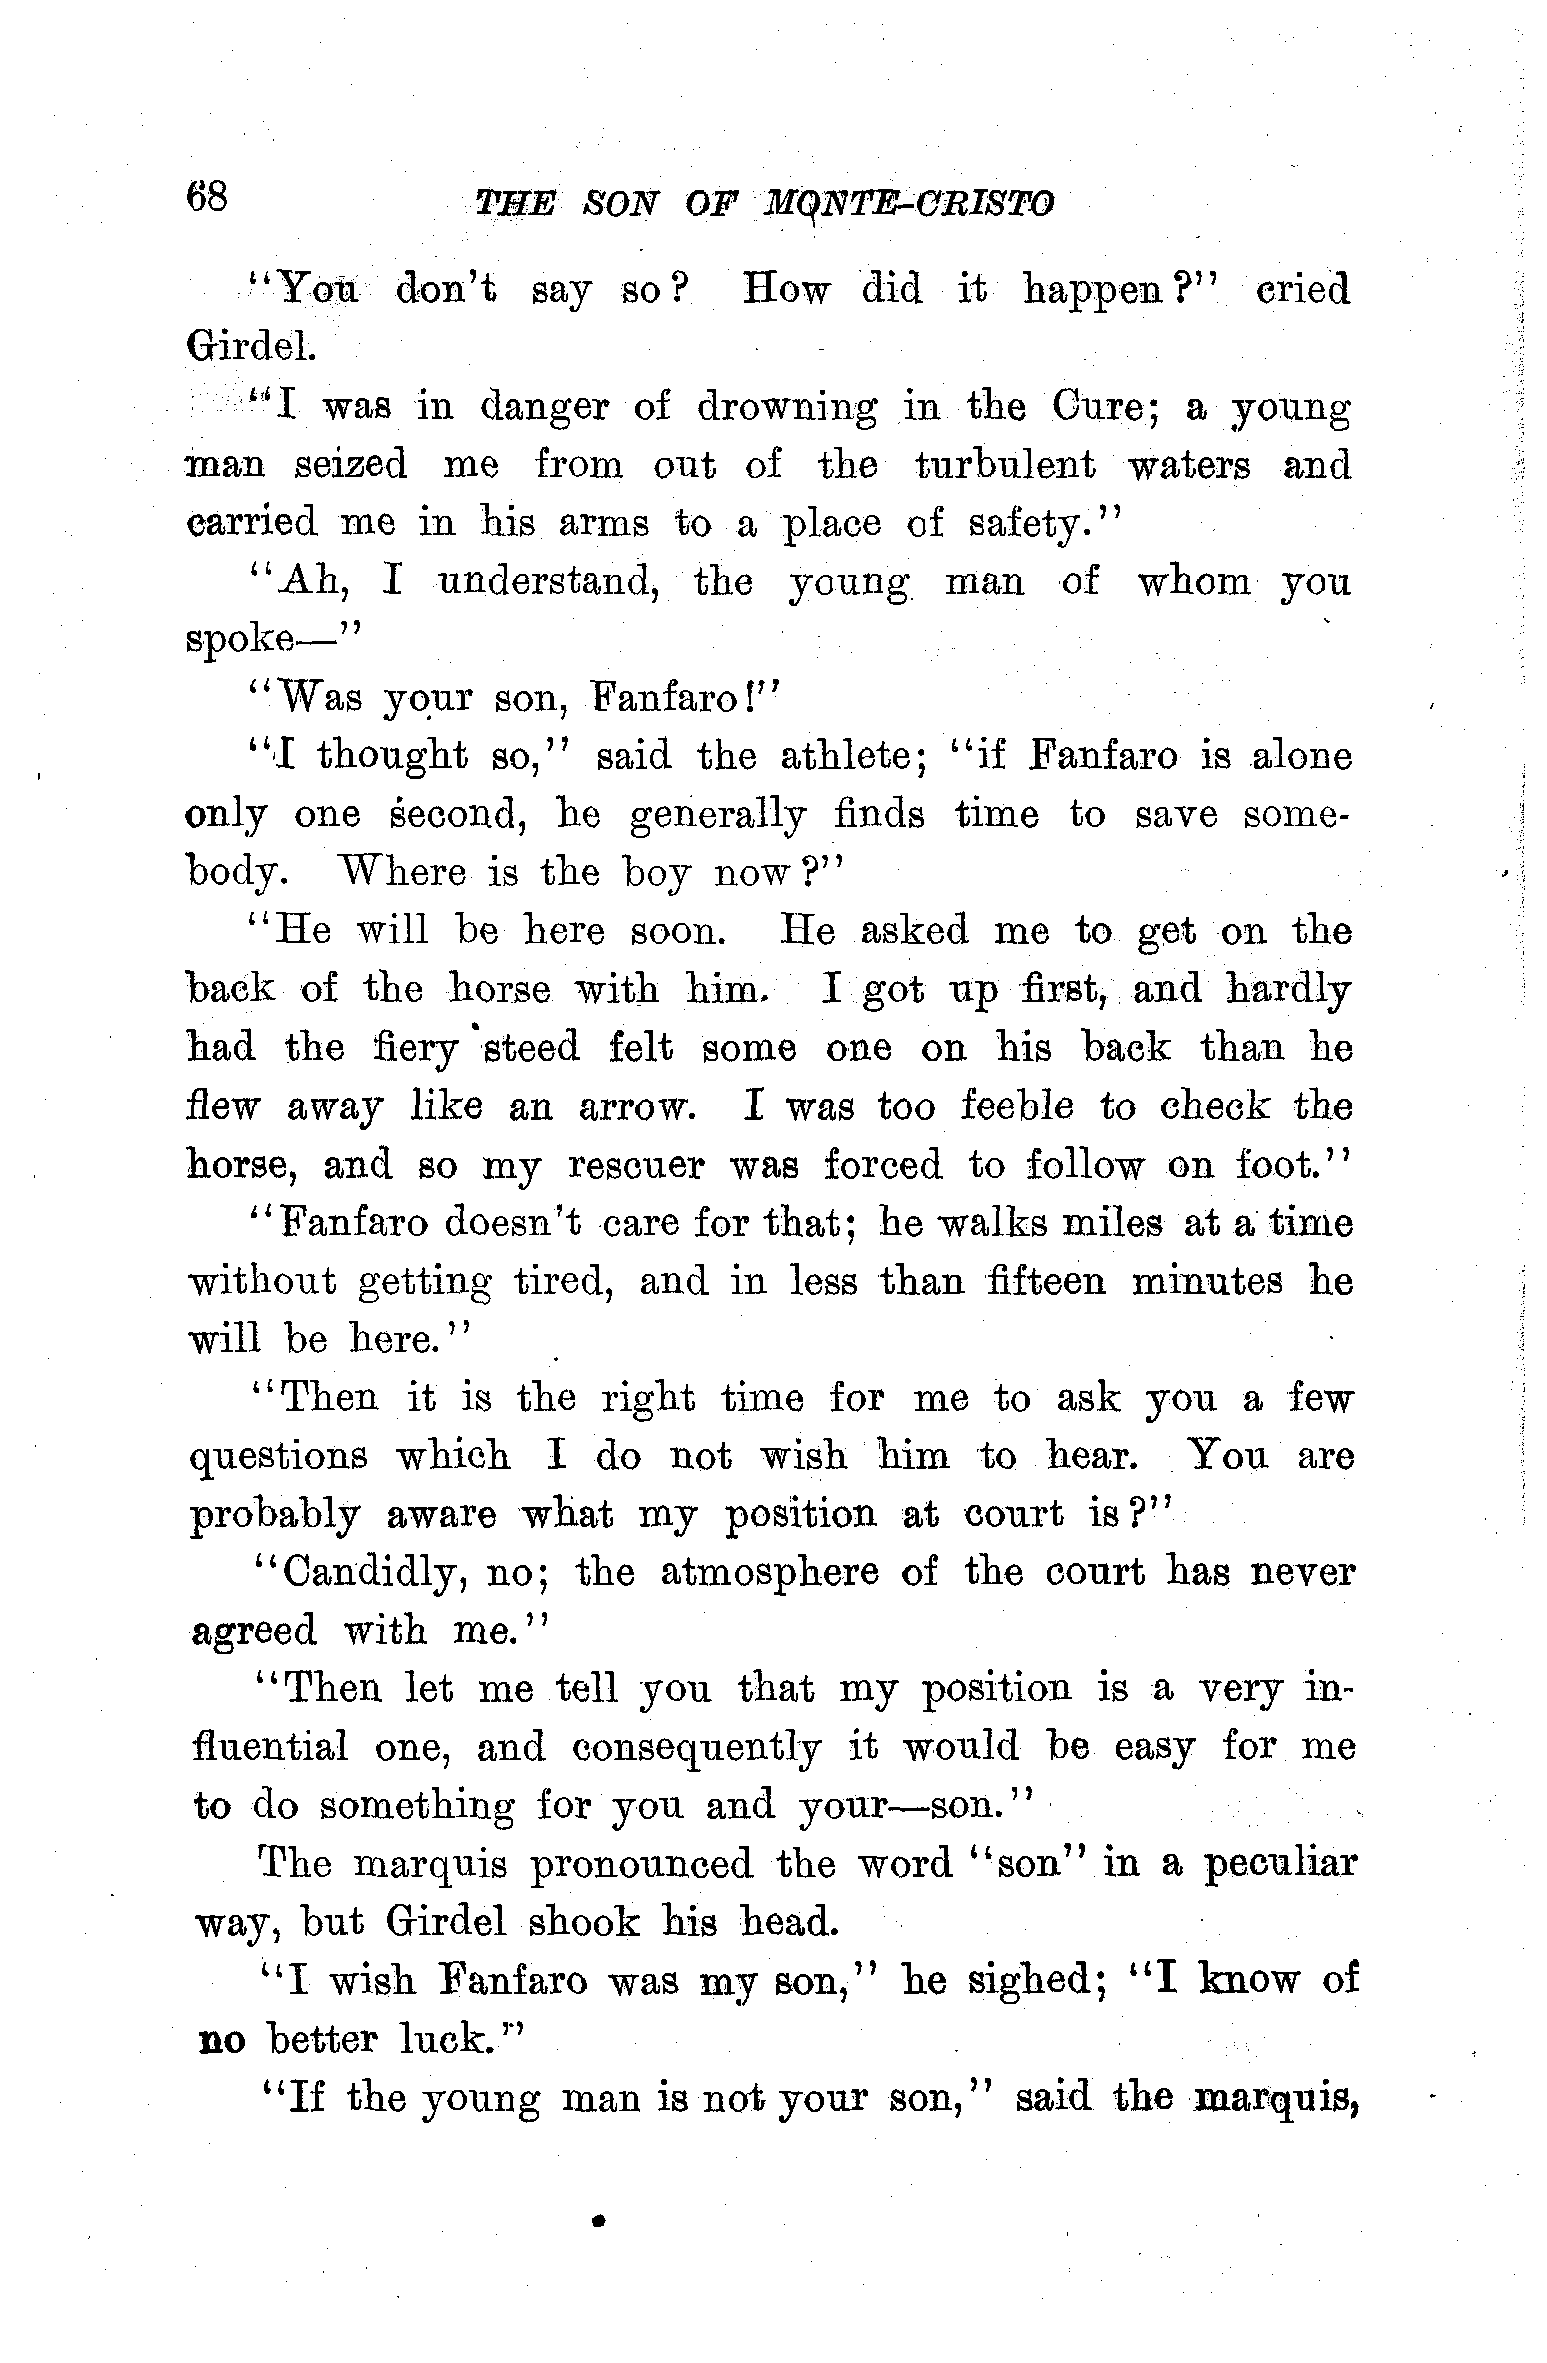 68 THE SON OF MONTE-CRISTO
"You don't say so? How did it happen?" cried
Girdel.
"I was in danger of drowning in the Cure; a young
man seized me from out of the turbulent waters and
carried me in his arms to a place of safety."
"Ah, I understand, the young man of whom you
spoke—"
"Was your son, Fanfaro!"
"I thought so," said the athlete; "if Fanfaro is alone
only one second, he generally finds time to save some-
body. Where is the boy now?"
"He will be here soon. He asked me to get on the
back of the horse with him. I got up first, and hardly
had the fiery steed felt some one on his back than he
flew away like an arrow. I was too feeble to check the
horse, and so my rescuer was forced to follow on foot."
"Fanfaro doesn't care for that; he walks miles at a time
without getting tired, and in less than fifteen minutes he
will be here."
"Then it is the right time for me to ask you a few
questions which I do not wish him to hear. You are
probably aware what my position at court is?"
"Candidly, no; the atmosphere of the court has never
agreed with me."
"Then let me tell you that my position is a very in-
fluential one, and consequently it would be easy for me
to do something for you and your—son."
The marquis pronounced the word "son" in a peculiar
way, but Girdel shook his head.
"I wish Fanfaro was my son," he sighed; "I know of
no better luck."
"If the young man is not your son," said the marquis,